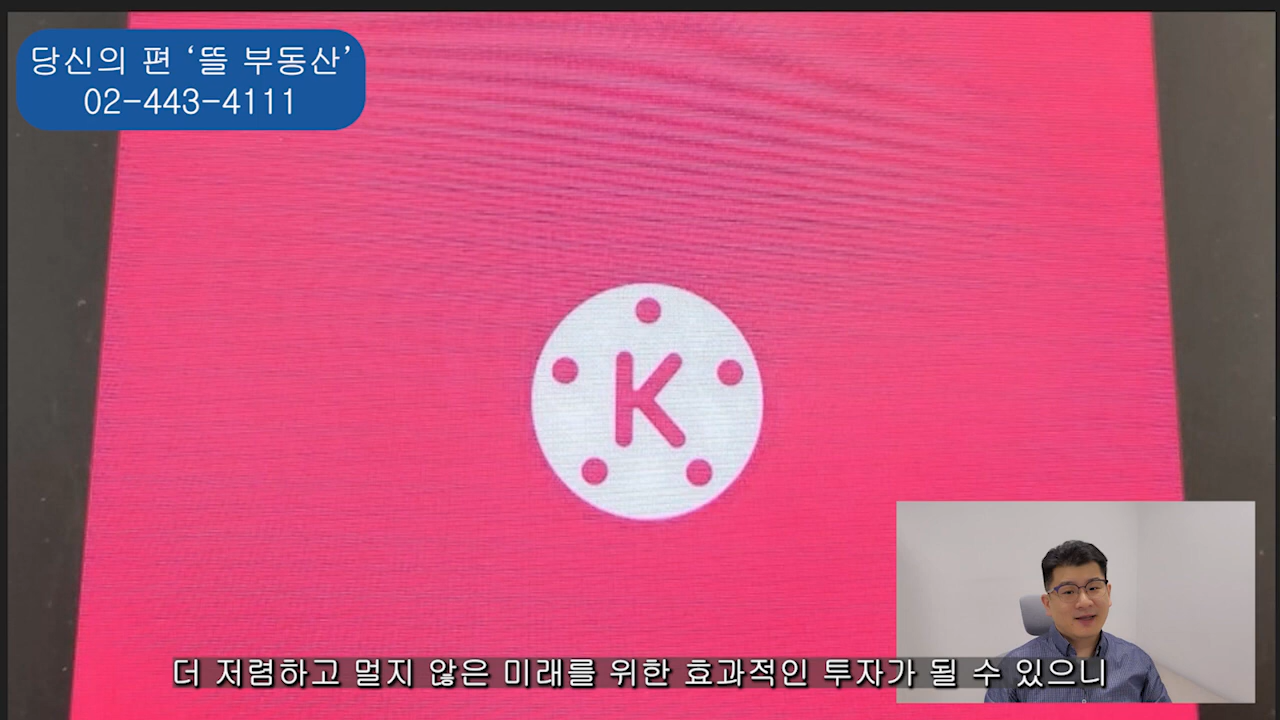 당신의 편 ‘뜰 부동산’
02-443-4111
K
더 저렴하고 멀지 않은 미래를 위한 효과적인 투자가 될 수 있으니